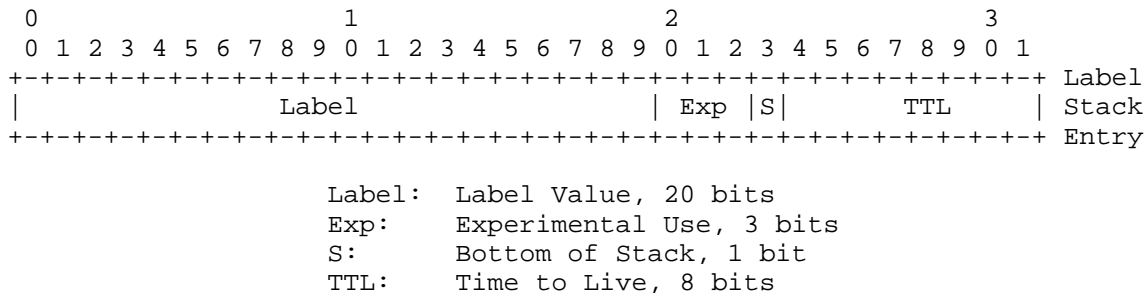 0                   1                   2                   3
 0 1 2 3 4 5 6 7 8 9 0 1 2 3 4 5 6 7 8 9 0 1 2 3 4 5 6 7 8 9 0 1
+-+-+-+-+-+-+-+-+-+-+-+-+-+-+-+-+-+-+-+-+-+-+-+-+-+-+-+-+-+-+-+-+ Label
|                Label                  | Exp |S|       TTL     | Stack
+-+-+-+-+-+-+-+-+-+-+-+-+-+-+-+-+-+-+-+-+-+-+-+-+-+-+-+-+-+-+-+-+ Entry
                    Label:  Label Value, 20 bits
                    Exp:    Experimental Use, 3 bits
                    S:      Bottom of Stack, 1 bit
                    TTL:    Time to Live, 8 bits